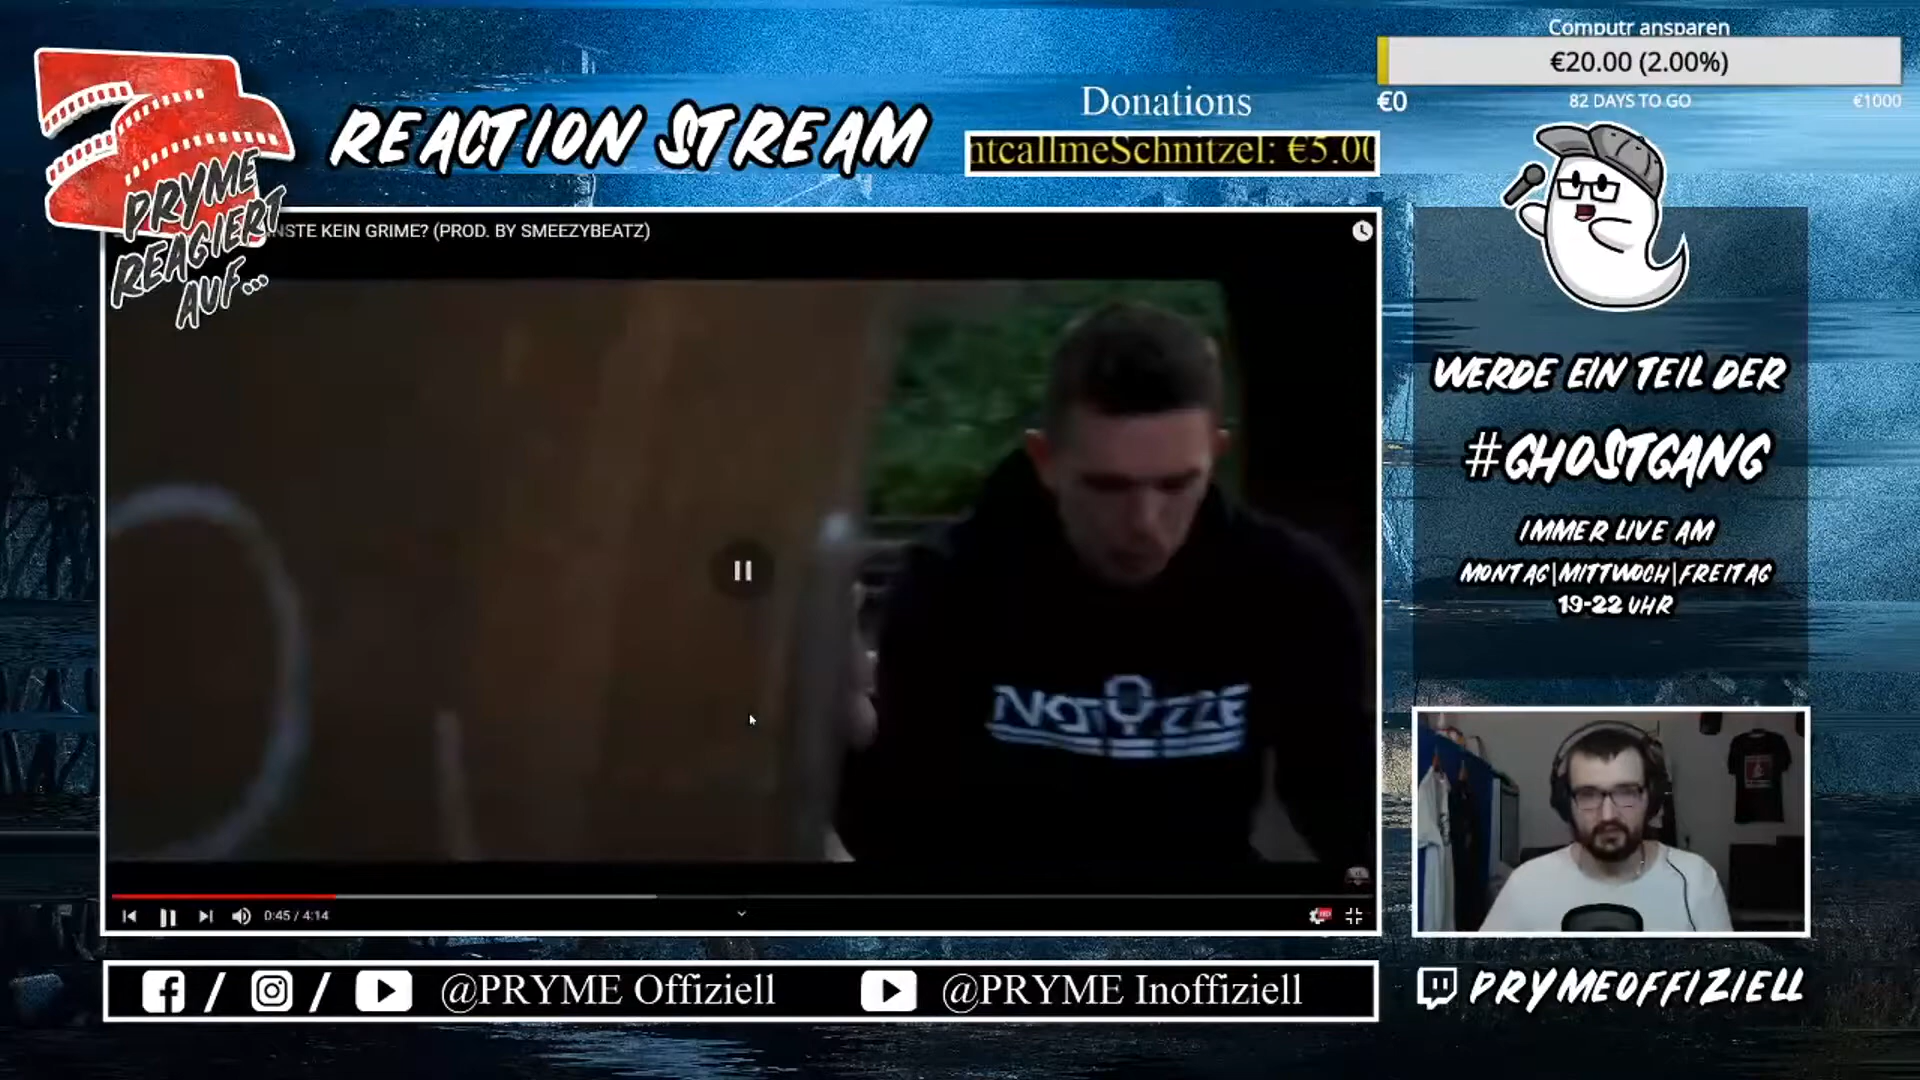 Computr ansparen
€20.00 (2.00%)
€0 82 DAYS TO GO €1000
PRYME
REAGIERT
AUF...
REACTION STREAM
Donations
ntcallmeSchnitzel: €5.00
NSTE KEIN GRIME? (PROD. BY SMEEZYBEATZ)
WERDE EIN TEIL DER
#GHOSTGANG
IMMER LIVE AM
MONTAG|MITTWOCH|FREITAG
19-22 UHR
NOTYZZE
0:45 / 4:14
HD
/ / @PRYME Offiziell @PRYME Inoffiziell
PRYMEOFFIZIELL